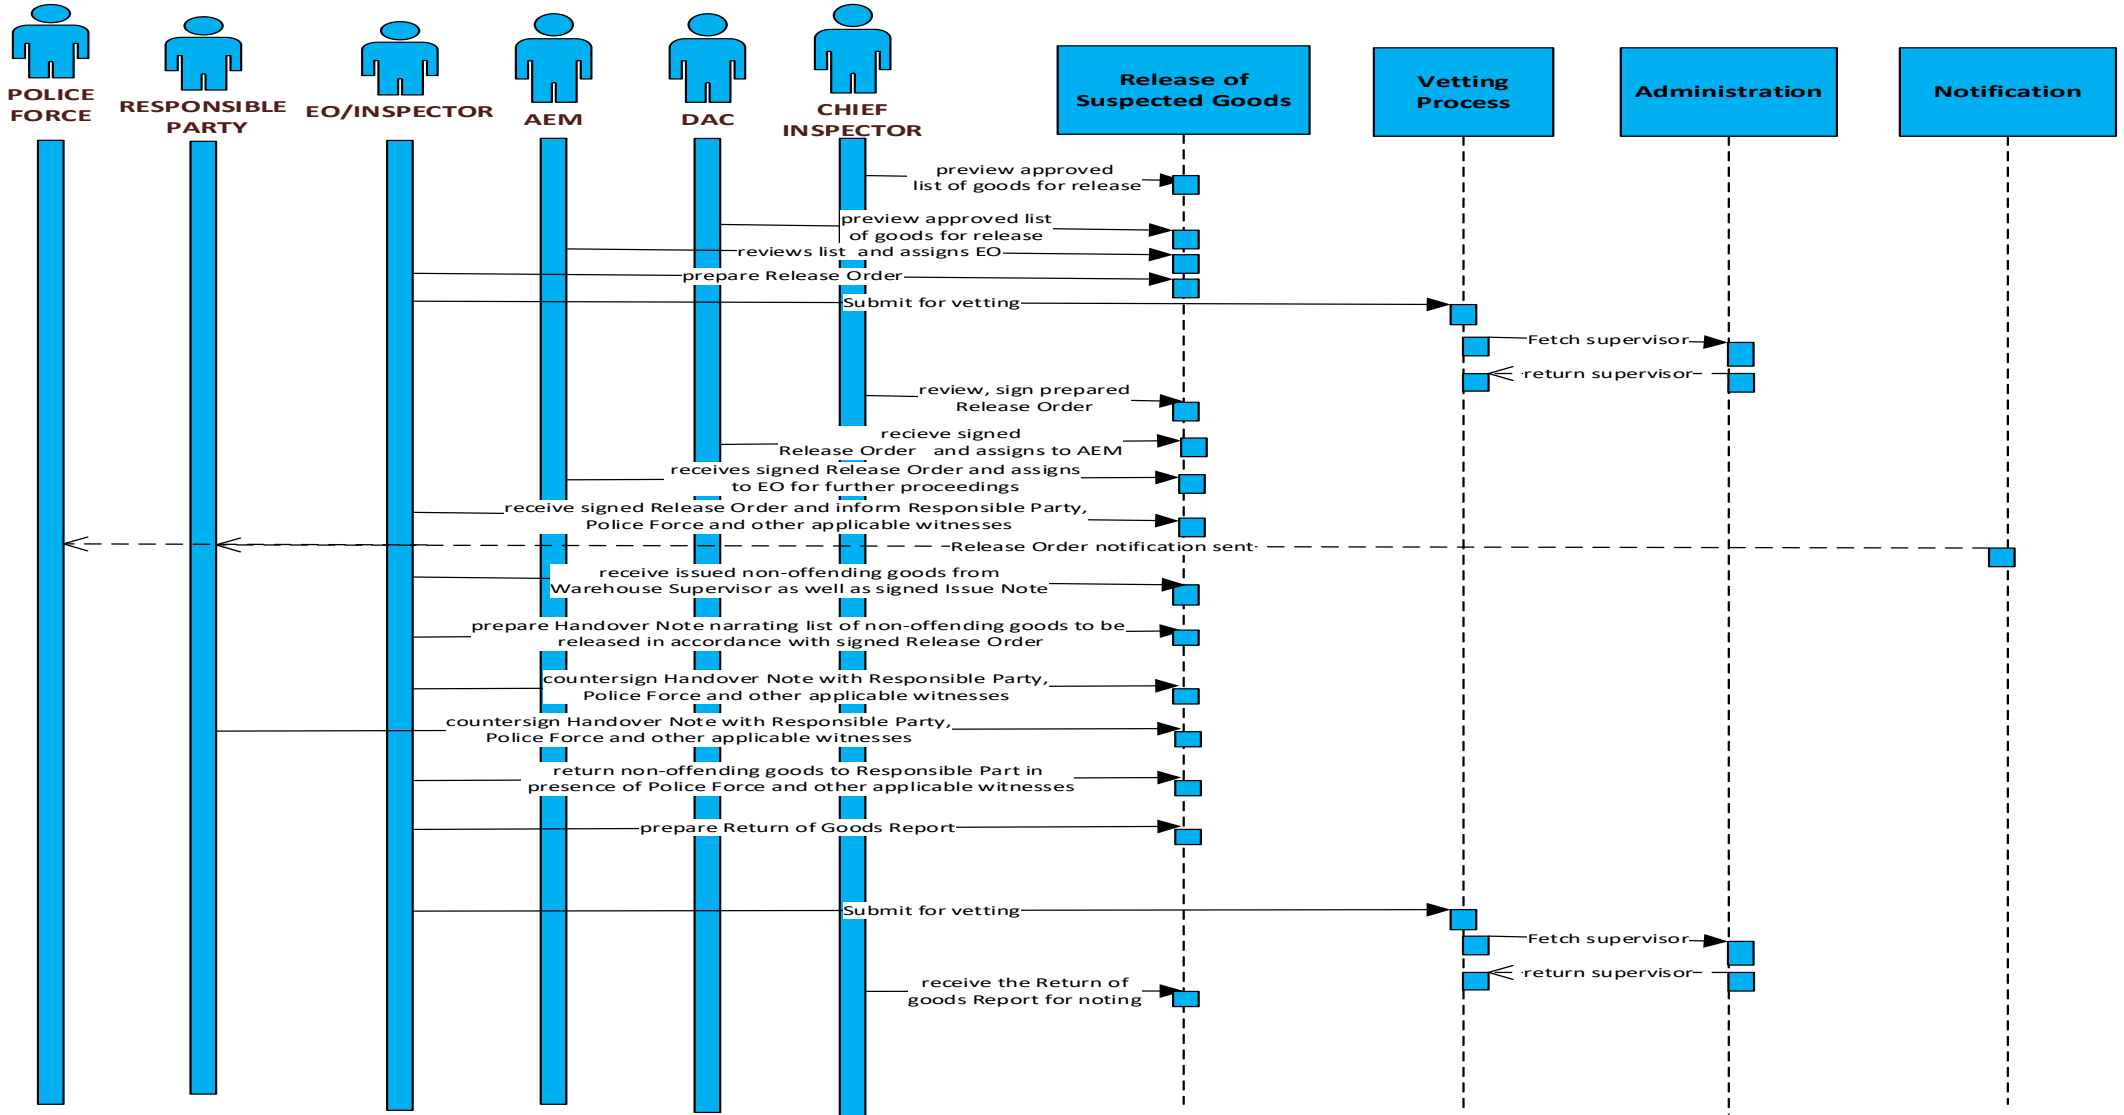 POLICE
FORCE
RESPONSIBLE
PARTY
EO/INSPECTOR
AEM
DAC
CHIEF
INSPECTOR
Release of
Suspected Goods
Vetting
Process
Administration
Notification
preview approved
list of goods for release
preview approved list
of goods for release
reviews list and assigns EO
prepare Release Order
Submit for vetting
Fetch supervisor
return supervisor
review, sign prepared
Release Order
recieve signed
Release Order and assigns to AEM
receives signed Release Order and assigns
to EO for further proceedings
receive signed Release Order and inform Responsible Party,
Police Force and other applicable witnesses
Release Order notification sent
receive issued non-offending goods from
Warehouse Supervisor as well as signed Issue Note
prepare Handover Note narrating list of non-offending goods to be
released in accordance with signed Release Order
countersign Handover Note with Responsible Party,
Police Force and other applicable witnesses
countersign Handover Note with Responsible Party,
Police Force and other applicable witnesses
return non-offending goods to Responsible Part in
presence of Police Force and other applicable witnesses
prepare Return of Goods Report
Submit for vetting
Fetch supervisor
return supervisor
receive the Return of
goods Report for noting